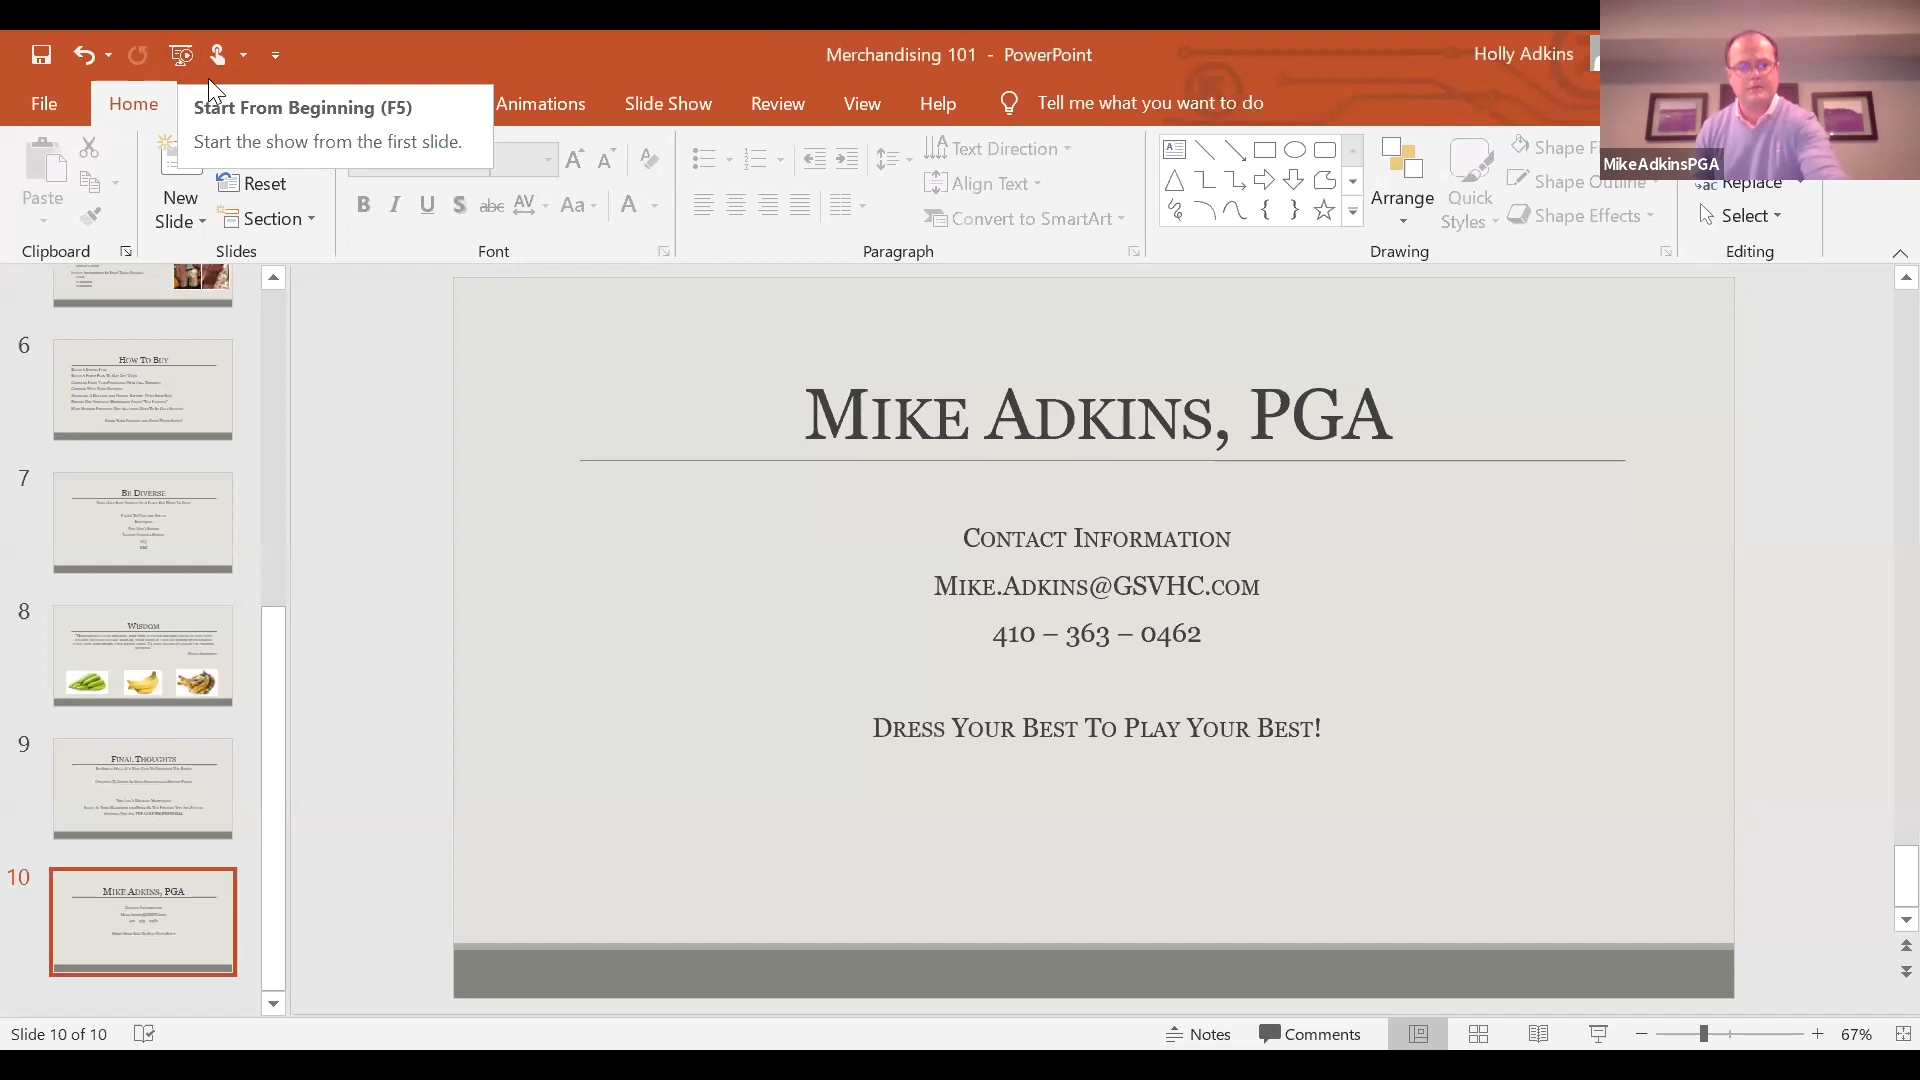 Merchandising 101 - PowerPoint
Holly Adkins
File
Home
Animations
Slide Show
Review
View
Help
Tell me what you want to do
Start From Beginning (F5)
Start the show from the first slide.
MikeAdkinsPGA
Paste
New
Slide
Reset
Section
Text Direction
Align Text
Convert to SmartArt
Arrange
Quick
Styles
Shape
Shape Outline
Shape Effects
Replace
Select
Clipboard
Slides
Font
Paragraph
Drawing
Editing
6
How To Buy
7
Be Diverse
8
Wisdom
9
Final Thoughts
10
Mike Adkins, PGA
Mike Adkins, PGA
Contact Information
Mike.Adkins@GSVHC.com
410 – 363 – 0462
Dress Your Best To Play Your Best!
Slide 10 of 10
Notes
Comments
67%